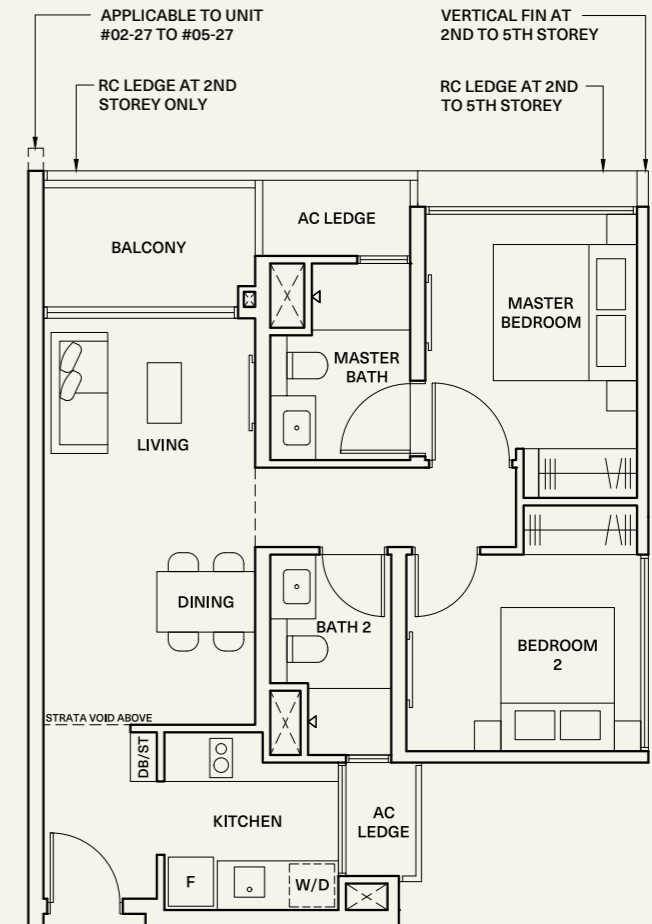 APPLICABLE TO UNIT
#02-27 TO #05-27
VERTICAL FIN AT
2ND TO 5TH STOREY
RC LEDGE AT 2ND
STOREY ONLY
RC LEDGE AT 2ND
TO 5TH STOREY
BALCONY
AC LEDGE
MASTER
BEDROOM
MASTER
BATH
LIVING
DINING
BATH 2
BEDROOM
2
STRATA VOID ABOVE
DB/ST
KITCHEN
AC
LEDGE
F
W/D